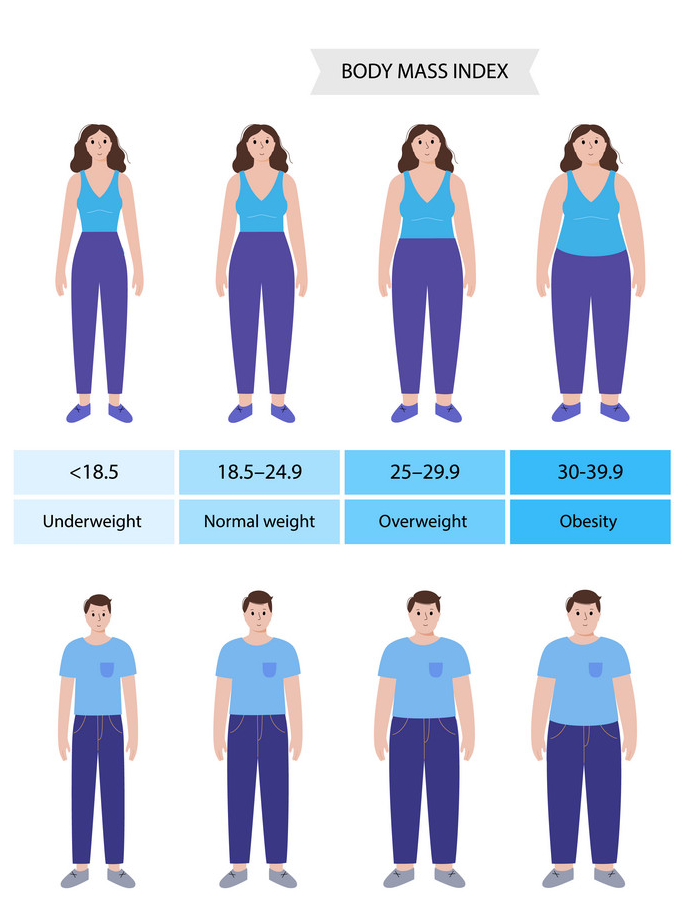 BODY MASS INDEX
<18.5
18.5–24.9
25–29.9
30-39.9
Underweight
Normal weight
Overweight
Obesity